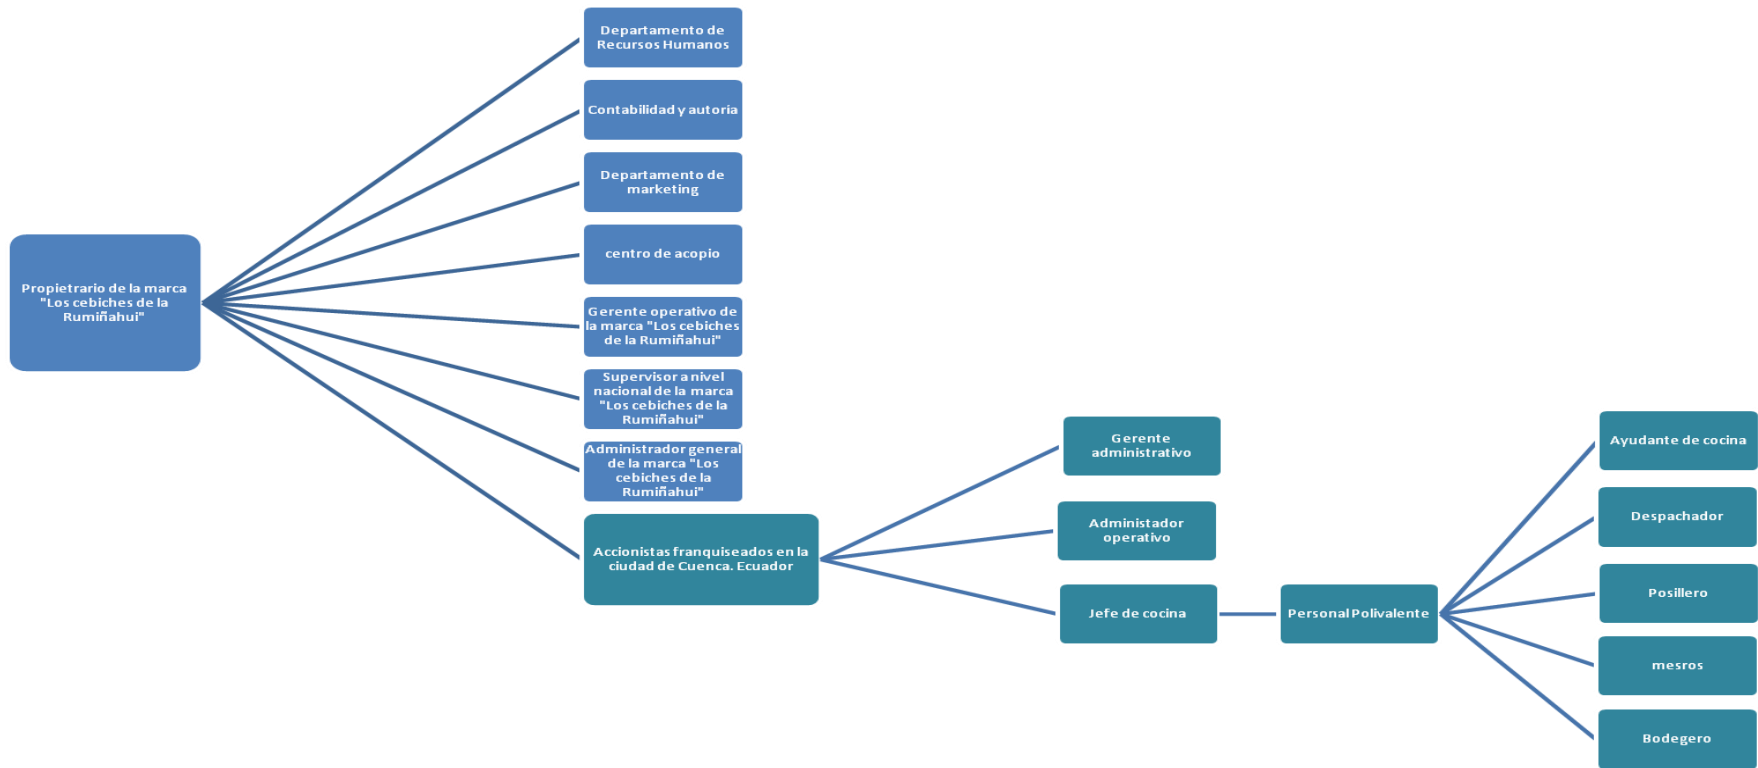 Departamento de
Recursos Humanos
Contabilidad y autoria
Departamento de
marketing
centro de acopio
Propietrario de la marca
"Los cebiches de la
Rumiñahui"
Gerente operativo de
la marca "Los cebiches
de la Rumiñahui"
Supervisor a nivel
nacional de la marca
"Los cebiches de la
Rumiñahui"
Administrador general
de la marca "Los
cebiches de la
Rumiñahui"
Accionistas franquiseados en la
ciudad de Cuenca. Ecuador
Gerente
administrativo
Administador
operativo
Jefe de cocina
Personal Polivalente
Ayudante de cocina
Despachador
Posillero
mesros
Bodegero